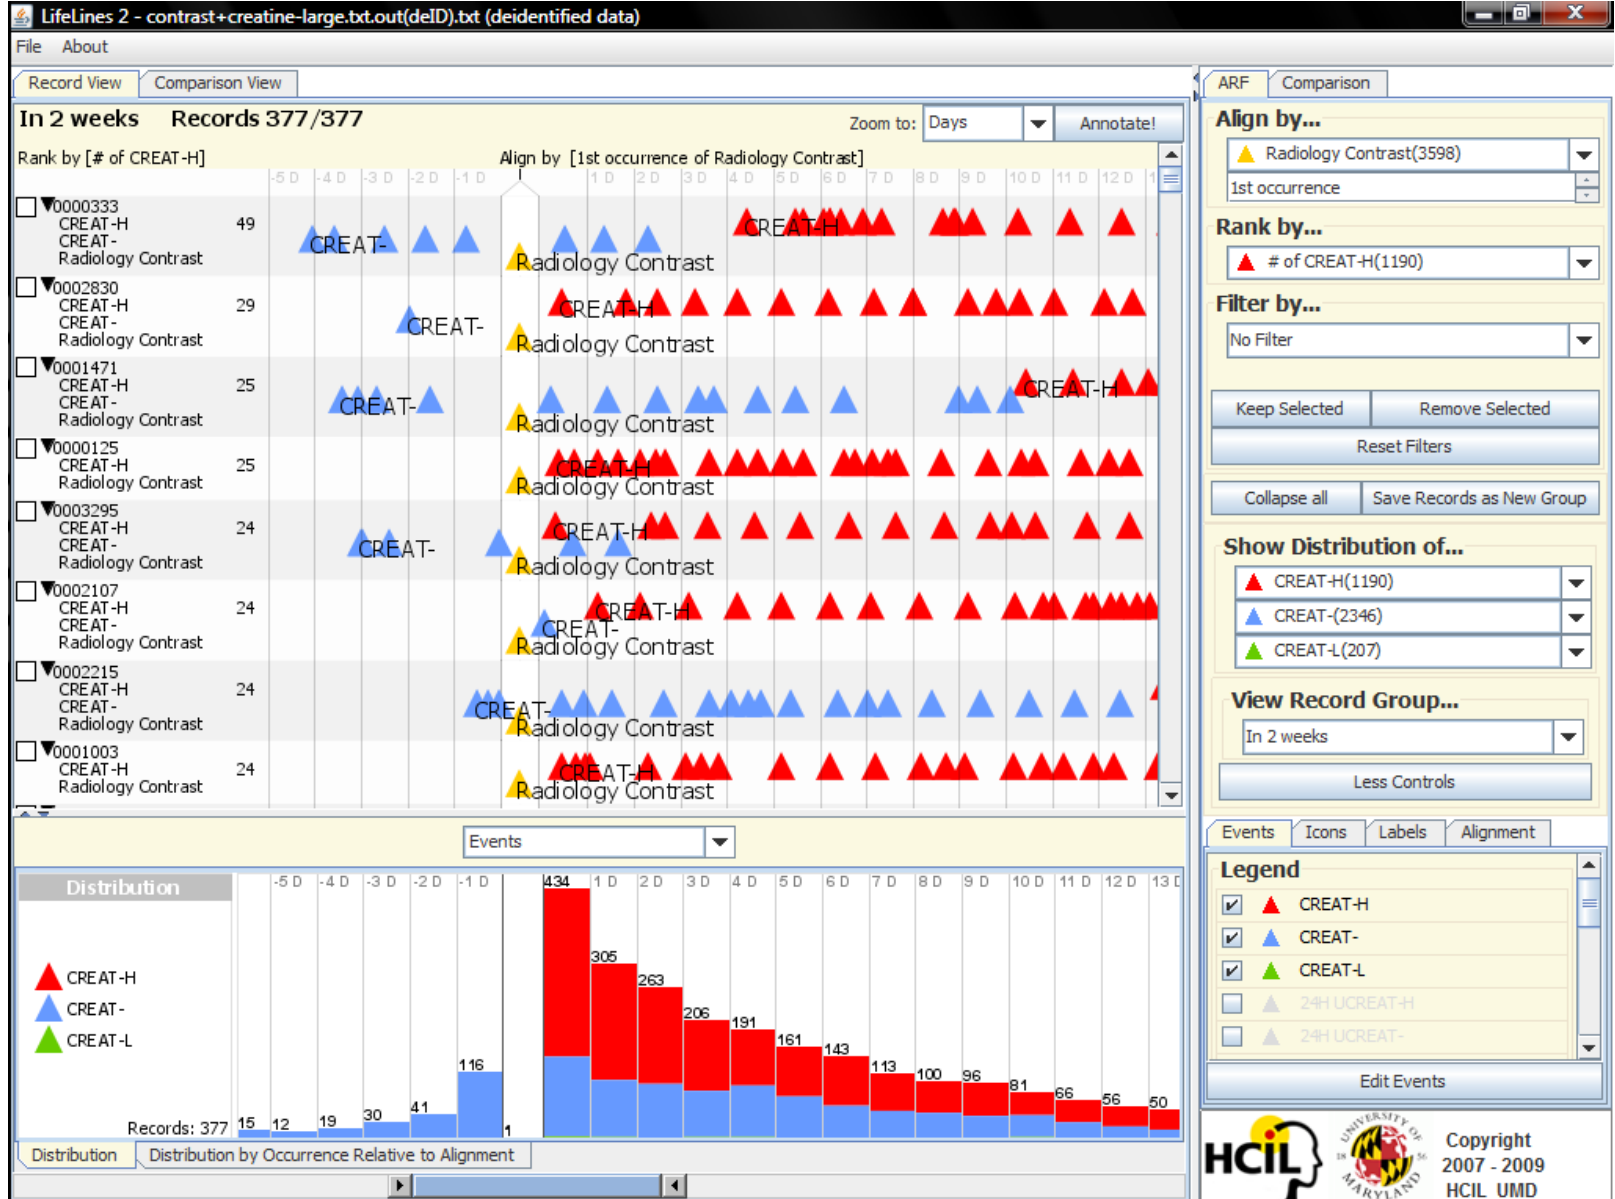 LifeLines 2 - contrast+creatine-large.txt.out(deID).txt (deidentified data)
File About
Record View Comparison View
In 2 weeks Records 377/377
Zoom to: Days Annotate!
Rank by [# of CREAT-H] Align by [1st occurrence of Radiology Contrast]
-5 D -4 D -3 D -2 D -1 D 1 D 2 D 3 D 4 D 5 D 6 D 7 D 8 D 9 D 10 D 11 D 12 D 1
0000333
CREAT-H 49 CREAT-H
CREAT- CREAT-
Radiology Contrast Radiology Contrast
0002830
CREAT-H 29 CREAT-H
CREAT- CREAT-
Radiology Contrast Radiology Contrast
0001471
CREAT-H 25 CREAT-H
CREAT- CREAT-
Radiology Contrast Radiology Contrast
0000125
CREAT-H 25 CREAT-H
Radiology Contrast Radiology Contrast
0003295
CREAT-H 24 CREAT-H
CREAT- CREAT-
Radiology Contrast Radiology Contrast
0002107
CREAT-H 24 CREAT-H
CREAT- CREAT-
Radiology Contrast Radiology Contrast
0002215
CREAT-H 24
CREAT- CREAT-
Radiology Contrast Radiology Contrast
0001003
CREAT-H 24 CREAT-H
Radiology Contrast Radiology Contrast
Events
Distribution
-5 D -4 D -3 D -2 D -1 D 434 1 D 2 D 3 D 4 D 5 D 6 D 7 D 8 D 9 D 10 D 11 D 12 D 13 D
CREAT-H
CREAT-
CREAT-L
Records: 377
15 12 19 30 41 116 1 305 263 206 191 161 143 113 100 96 81 66 56 50
Distribution Distribution by Occurrence Relative to Alignment
ARF Comparison
Align by...
Radiology Contrast(3598)
1st occurrence
Rank by...
# of CREAT-H(1190)
Filter by...
No Filter
Keep Selected Remove Selected
Reset Filters
Collapse all Save Records as New Group
Show Distribution of...
CREAT-H(1190)
CREAT-(2346)
CREAT-L(207)
View Record Group...
In 2 weeks
Less Controls
Events Icons Labels Alignment
Legend
CREAT-H
CREAT-
CREAT-L
24H UCREAT-H
24H UCREAT-
Edit Events
HCIL
UNIVERSITY OF
18 56
MARYLAND
Copyright
2007 - 2009
HCIL UMD